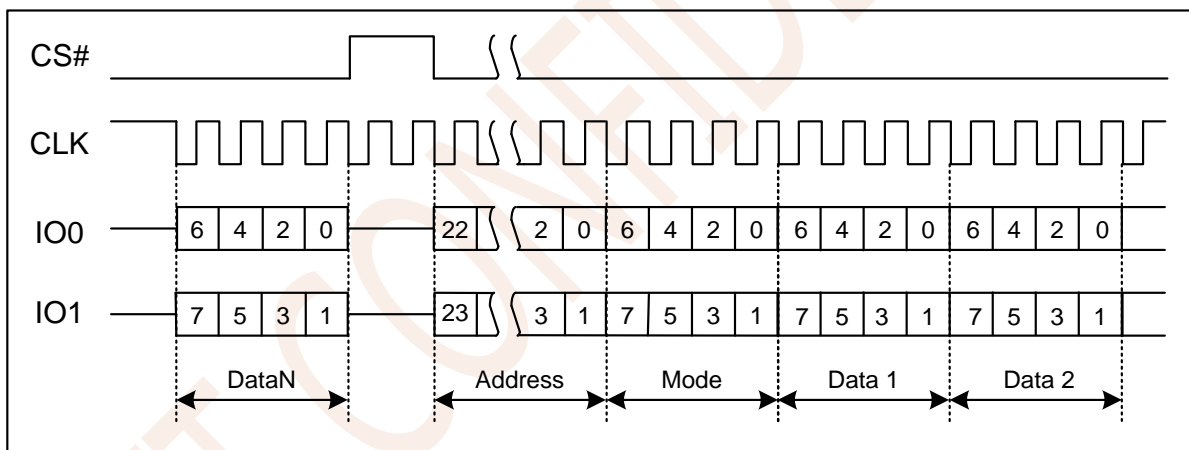 CS#
CLK
IO0 6 4 2 0 22 2 0 6 4 2 0 6 4 2 0 6 4 2 0
IO1 7 5 3 1 23 3 1 7 5 3 1 7 5 3 1 7 5 3 1
DataN Address Mode Data 1 Data 2